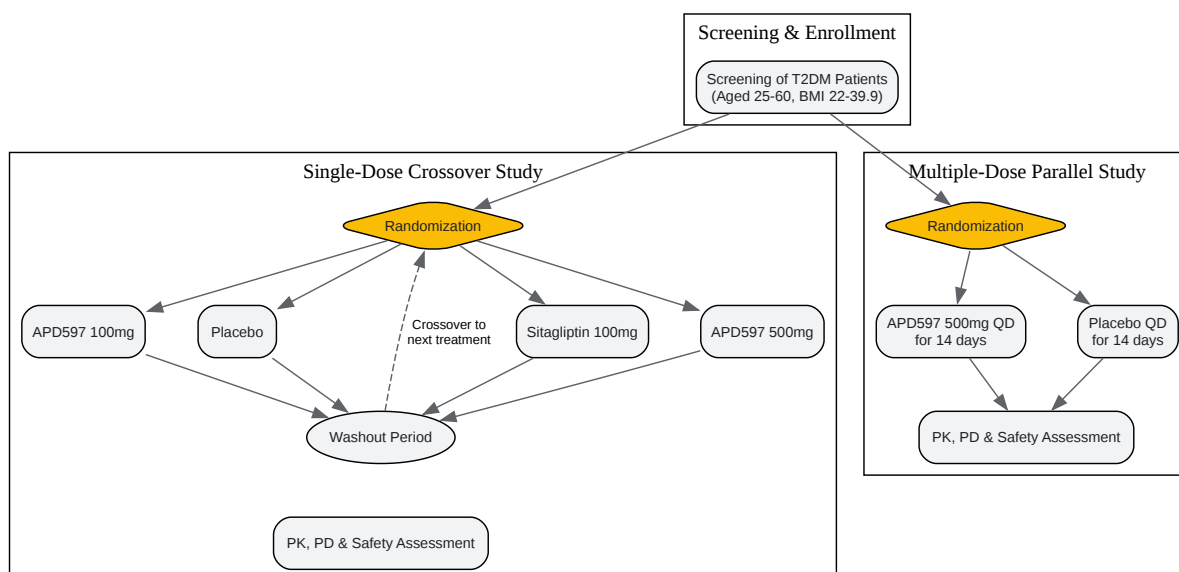 Screening & Enrollment
Screening of T2DM Patients
(Aged 25-60, BMI 22-39.9)
Single-Dose Crossover Study
Randomization
APD597 100mg
Placebo
Crossover to
next treatment
Sitagliptin 100mg
APD597 500mg
Washout Period
PK, PD & Safety Assessment
Multiple-Dose Parallel Study
Randomization
APD597 500mg QD
for 14 days
Placebo QD
for 14 days
PK, PD & Safety Assessment